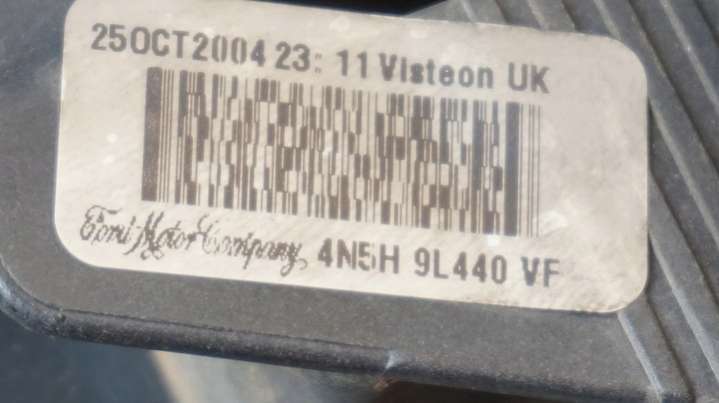 25OCT2004 23:11 Visteon UK
Ford Motor Company, 4N5H 9L440 VF